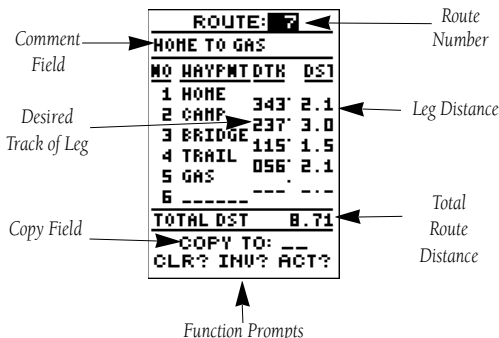 ROUTE: 7
Route
Number
Comment
Field
HOME TO GAS
NO WAYPNT DTK DST
1 HOME
343° 2.1
2 CAMP
237° 3.0
3 BRIDGE
115° 1.5
4 TRAIL
056° 2.1
5 GAS
___° _._
6 ______
Leg Distance
Desired
Track of Leg
TOTAL DST 8.71
Total
Route
Distance
Copy Field
COPY TO: __
CLR? INV? ACT?
Function Prompts